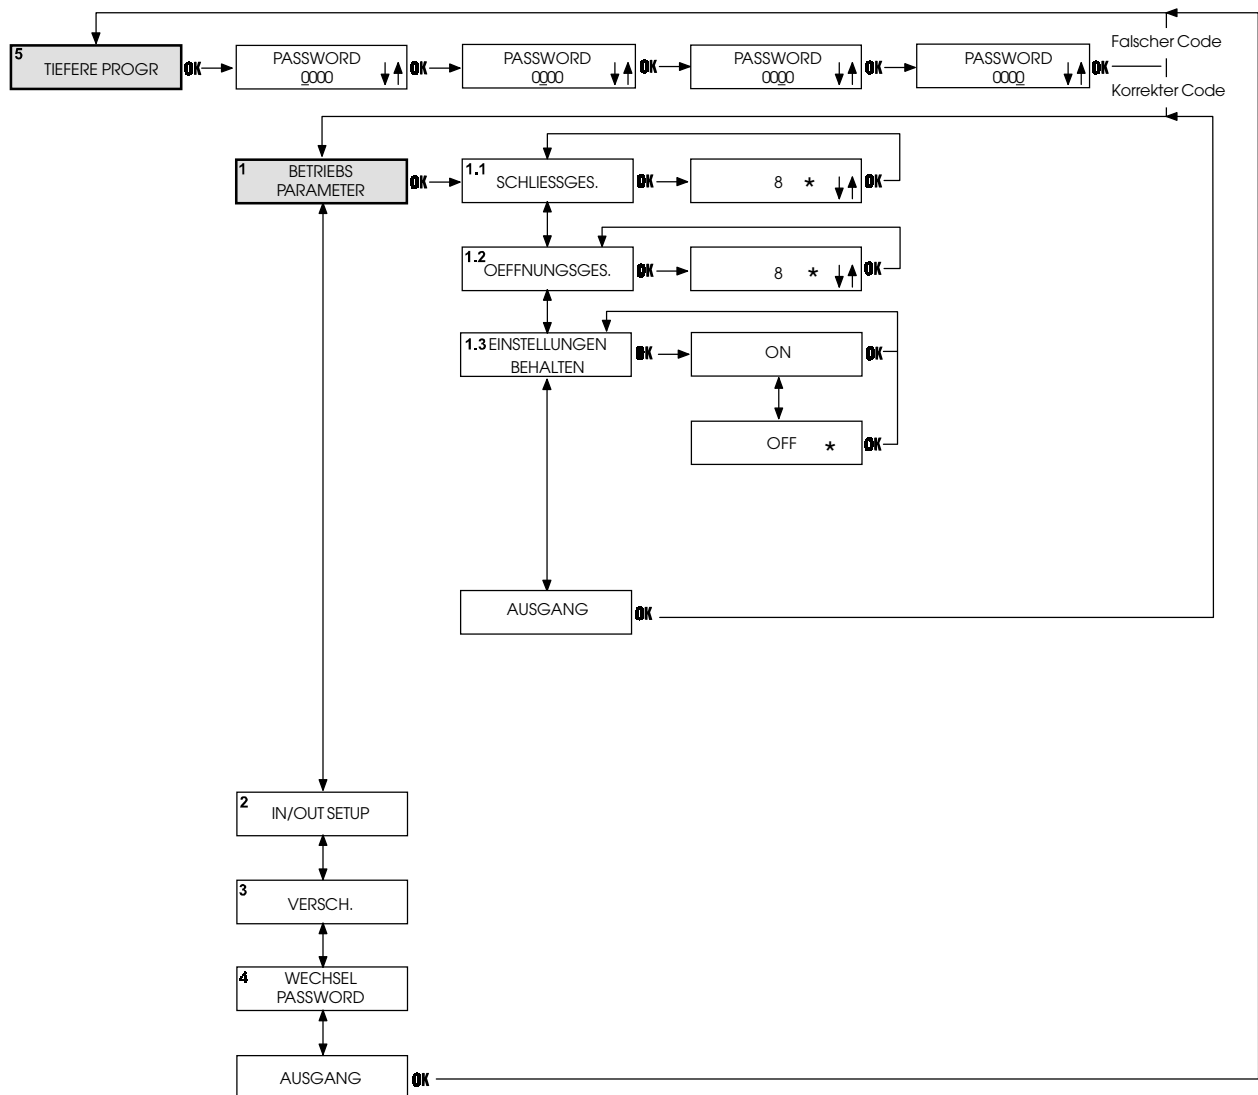 5
TIEFERE PROGR
OK
PASSWORD
0000
OK
PASSWORD
0000
OK
PASSWORD
0000
OK
PASSWORD
0000
OK
Falscher Code
Korrekter Code
1
BETRIEBS
PARAMETER
OK
1.1
SCHLIESSGES.
OK
8 *
OK
1.2
OEFFNUNGSGES.
OK
8 *
OK
1.3 EINSTELLUNGEN
BEHALTEN
OK
ON
OK
OFF *
OK
AUSGANG
OK
2
IN/OUT SETUP
3
VERSCH.
4
WECHSEL
PASSWORD
AUSGANG
OK